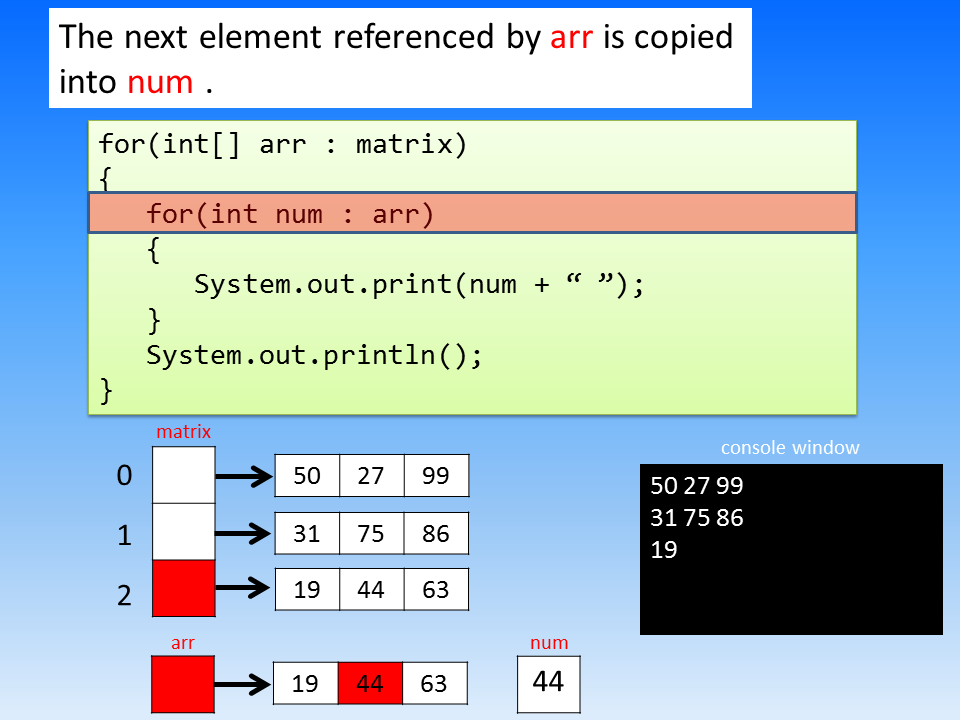 The next element referenced by arr is copied
into num .
for(int[] arr : matrix)
{
for(int num : arr)
{
System.out.print(num + “ ”);
}
System.out.println();
}
matrix
console window
0
50 27 99
50 27 99
1
31 75 86
31 75 86
2
19 44 63
19
arr
num
19 44 63
44